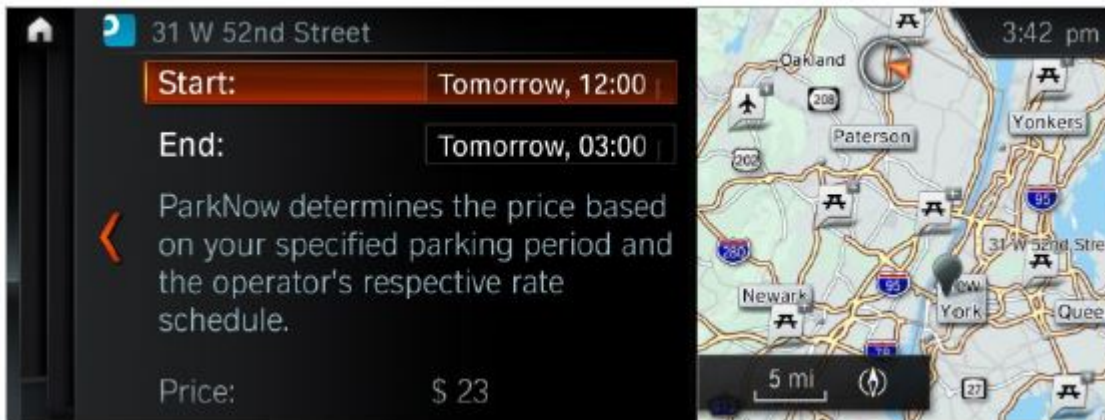 31 W 52nd Street
Start: Tomorrow, 12:00
End: Tomorrow, 03:00
ParkNow determines the price based
on your specified parking period and
the operator's respective rate
schedule.
Price: $ 23
3:42 pm
Oakland
208
Yonkers
Paterson
202
95
31 W 52nd Stre
280
95
Newark
York
Quee
78
5 mi
27